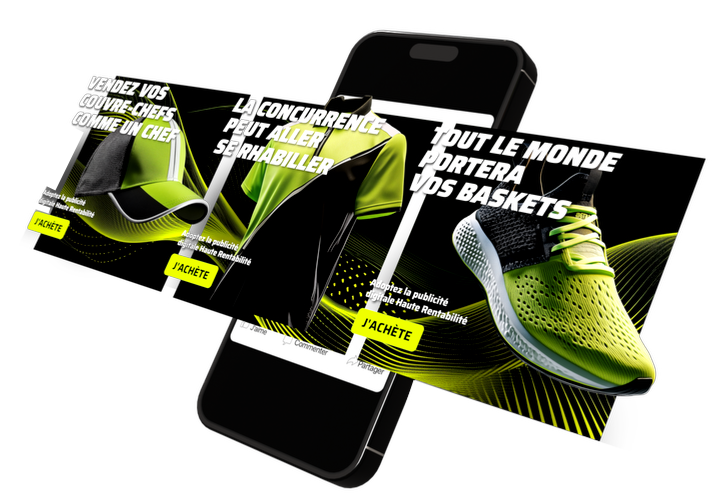 VENDEZ VOS
COUVRE-CHEFS
COMME UN CHEF
Adoptez la publicité
digitale Haute Rentabilité
J'ACHÈTE
LA CONCURRENCE
PEUT ALLER
SE RHABILLER
Adoptez la publicité
digitale Haute Rentabilité
J'ACHÈTE
TOUT LE MONDE
PORTERA
VOS BASKETS
Adoptez la publicité
digitale Haute Rentabilité
J'ACHÈTE
J'aime
Commenter
Partager